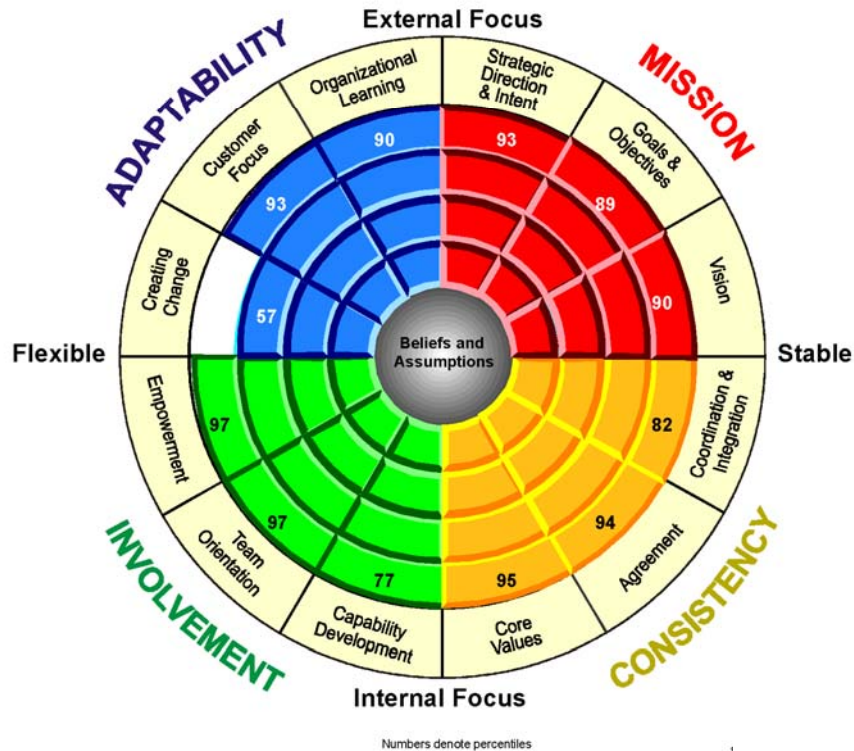 External Focus
ADAPTABILITY
MISSION
Organizational
Learning
Strategic
Direction
& Intent
Customer
Focus
Goals &
Objectives
90
93
93
89
Creating
Change
Vision
57
90
Flexible
Beliefs and
Assumptions
Stable
Empowerment
97
82
Coordination &
Integration
Team
Orientation
97
94
Agreement
77
95
Capability
Development
Core
Values
INVOLVEMENT
CONSISTENCY
Internal Focus
Numbers denote percentiles